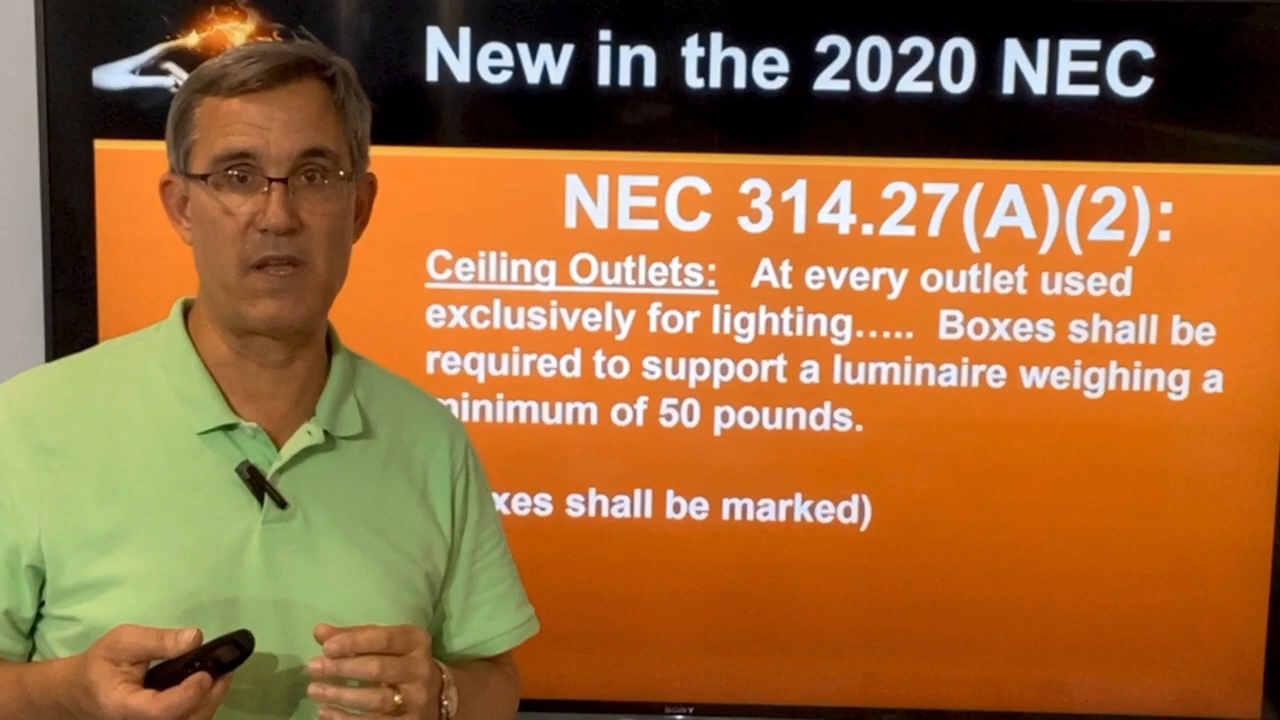 New in the 2020 NEC
NEC 314.27(A)(2):
Ceiling Outlets: At every outlet used
exclusively for lighting….. Boxes shall be
required to support a luminaire weighing a
minimum of 50 pounds.
shall be marked)
SONY